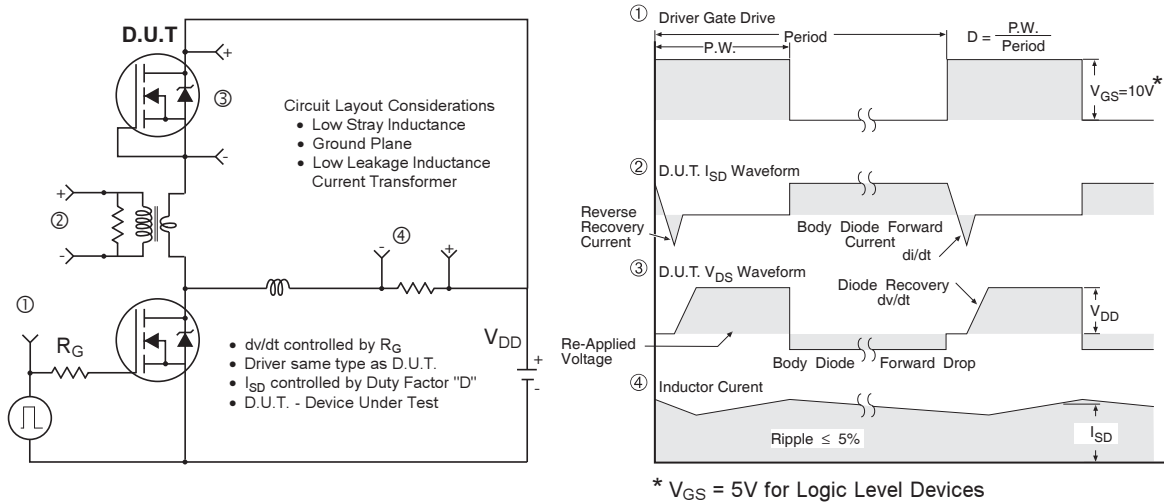 D.U.T
+
③
-
Circuit Layout Considerations
• Low Stray Inductance
• Ground Plane
• Low Leakage Inductance
Current Transformer
+
②
-
④
-
+
①
R_G
• dv/dt controlled by R_G
• Driver same type as D.U.T.
• I_SD controlled by Duty Factor "D"
• D.U.T. - Device Under Test
V_DD
+
-
① Driver Gate Drive
P.W.
Period
D = P.W. / Period
V_GS=10V *
② D.U.T. I_SD Waveform
Reverse
Recovery
Current
Body Diode Forward
Current
di/dt
③ D.U.T. V_DS Waveform
Diode Recovery
dv/dt
V_DD
Re-Applied
Voltage
Body Diode Forward Drop
④ Inductor Curent
Ripple ≤ 5%
I_SD
* V_GS = 5V for Logic Level Devices